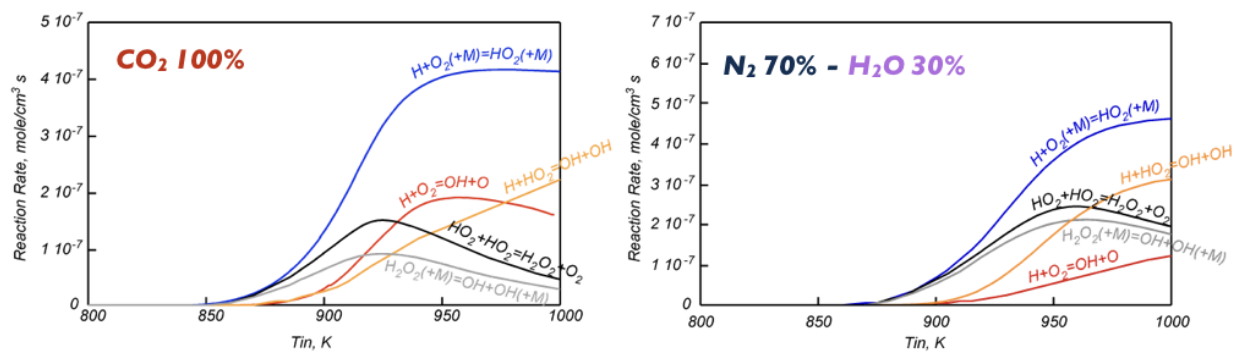 5 10⁻⁷
4 10⁻⁷
3 10⁻⁷
2 10⁻⁷
1 10⁻⁷
0
Reaction Rate, mole/cm³ s
CO₂ 100%
H+O₂(+M)=HO₂(+M)
H+HO₂=OH+OH
H+O₂=OH+O
HO₂+HO₂=H₂O₂+O₂
H₂O₂(+M)=OH+OH(+M)
800 850 900 950 1000
Tin, K
7 10⁻⁷
6 10⁻⁷
5 10⁻⁷
4 10⁻⁷
3 10⁻⁷
2 10⁻⁷
1 10⁻⁷
0
Reaction Rate, mole/cm³ s
N₂ 70% - H₂O 30%
H+O₂(+M)=HO₂(+M)
H+HO₂=OH+OH
HO₂+HO₂=H₂O₂+O₂
H₂O₂(+M)=OH+OH(+M)
H+O₂=OH+O
800 850 900 950 1000
Tin, K